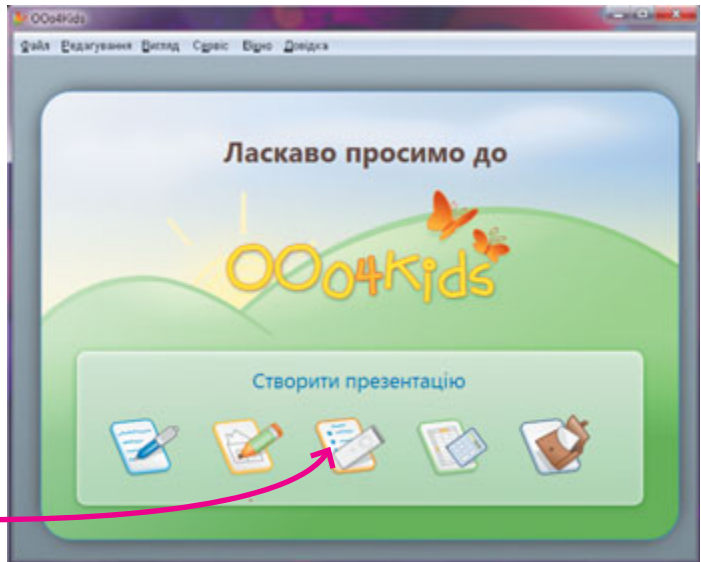 OOo4Kids
Файл Редагування Вигляд Сервіс Вікно Довідка
Ласкаво просимо до
OOo4Kids
Створити презентацію